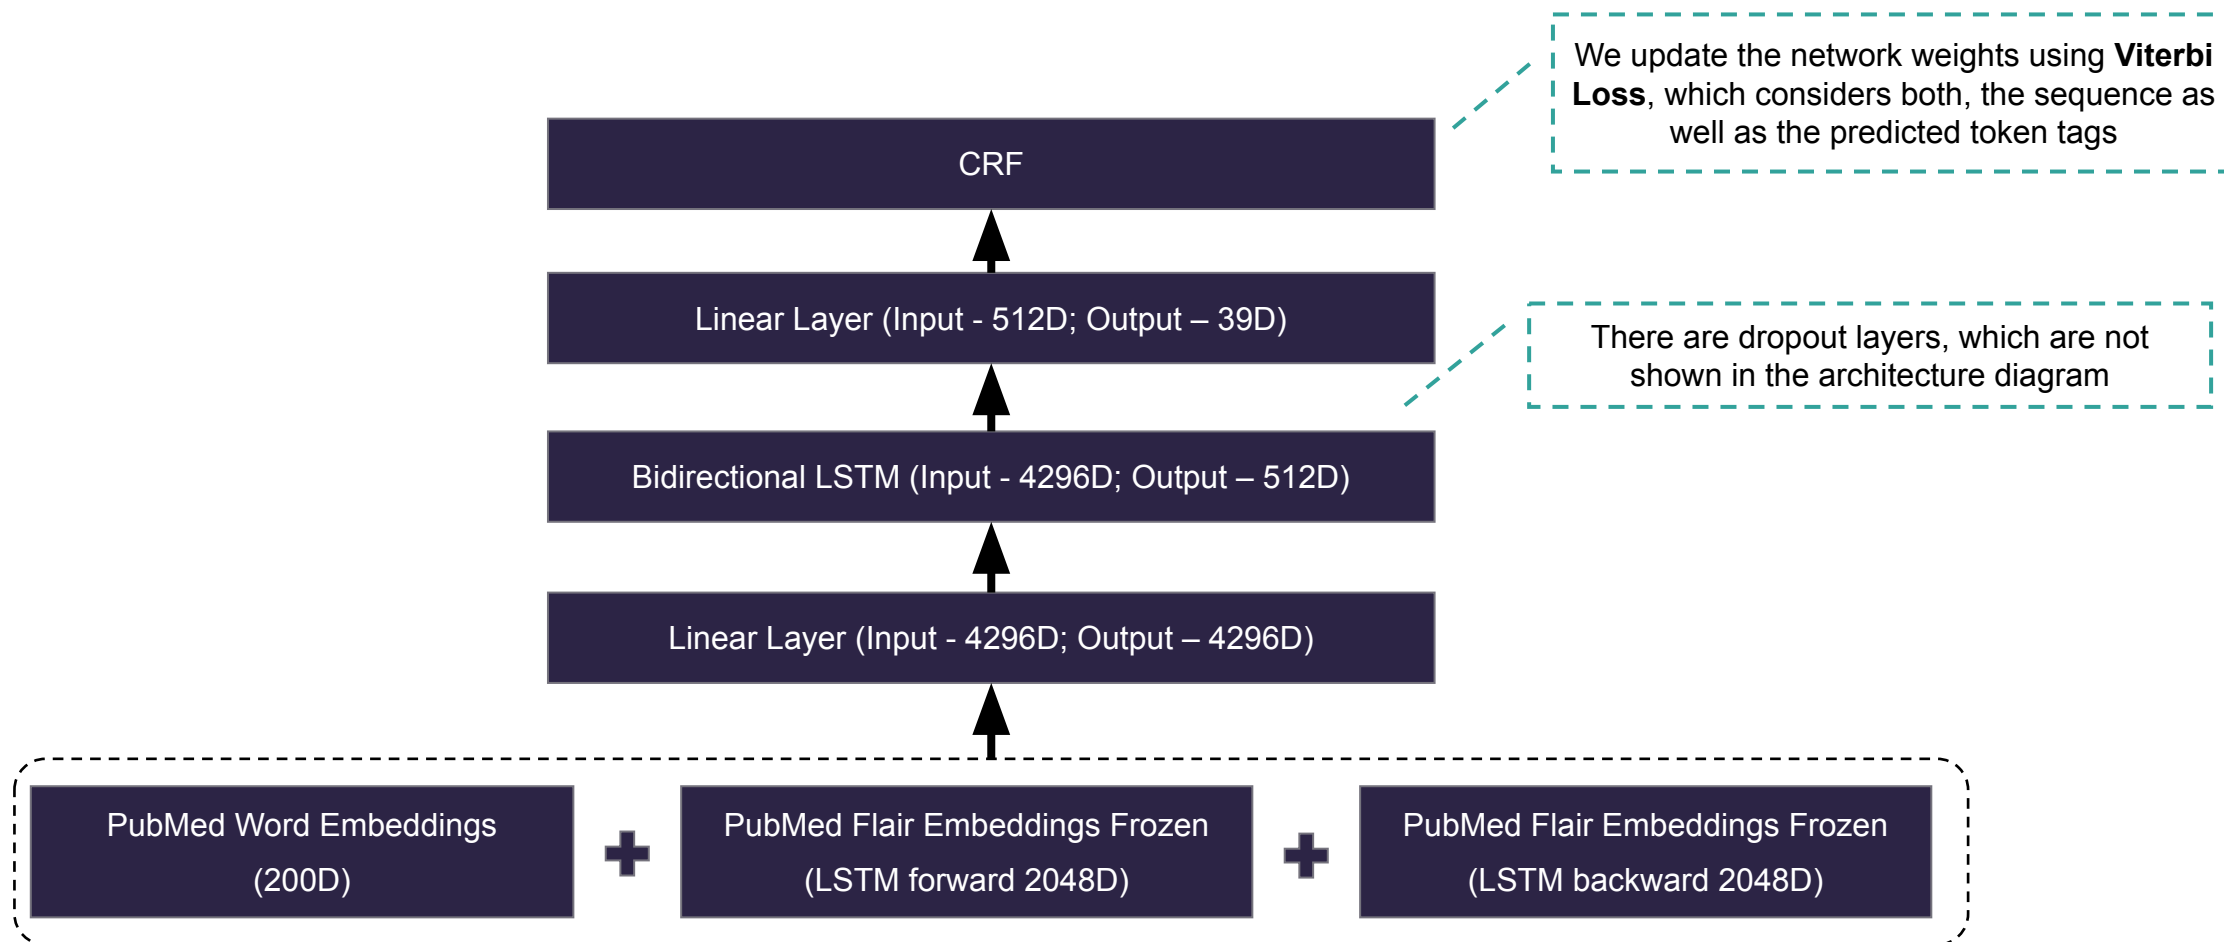 We update the network weights using Viterbi
Loss, which considers both, the sequence as
well as the predicted token tags
CRF
Linear Layer (Input - 512D; Output – 39D)
There are dropout layers, which are not
shown in the architecture diagram
Bidirectional LSTM (Input - 4296D; Output – 512D)
Linear Layer (Input - 4296D; Output – 4296D)
PubMed Word Embeddings
(200D)
PubMed Flair Embeddings Frozen
(LSTM forward 2048D)
PubMed Flair Embeddings Frozen
(LSTM backward 2048D)